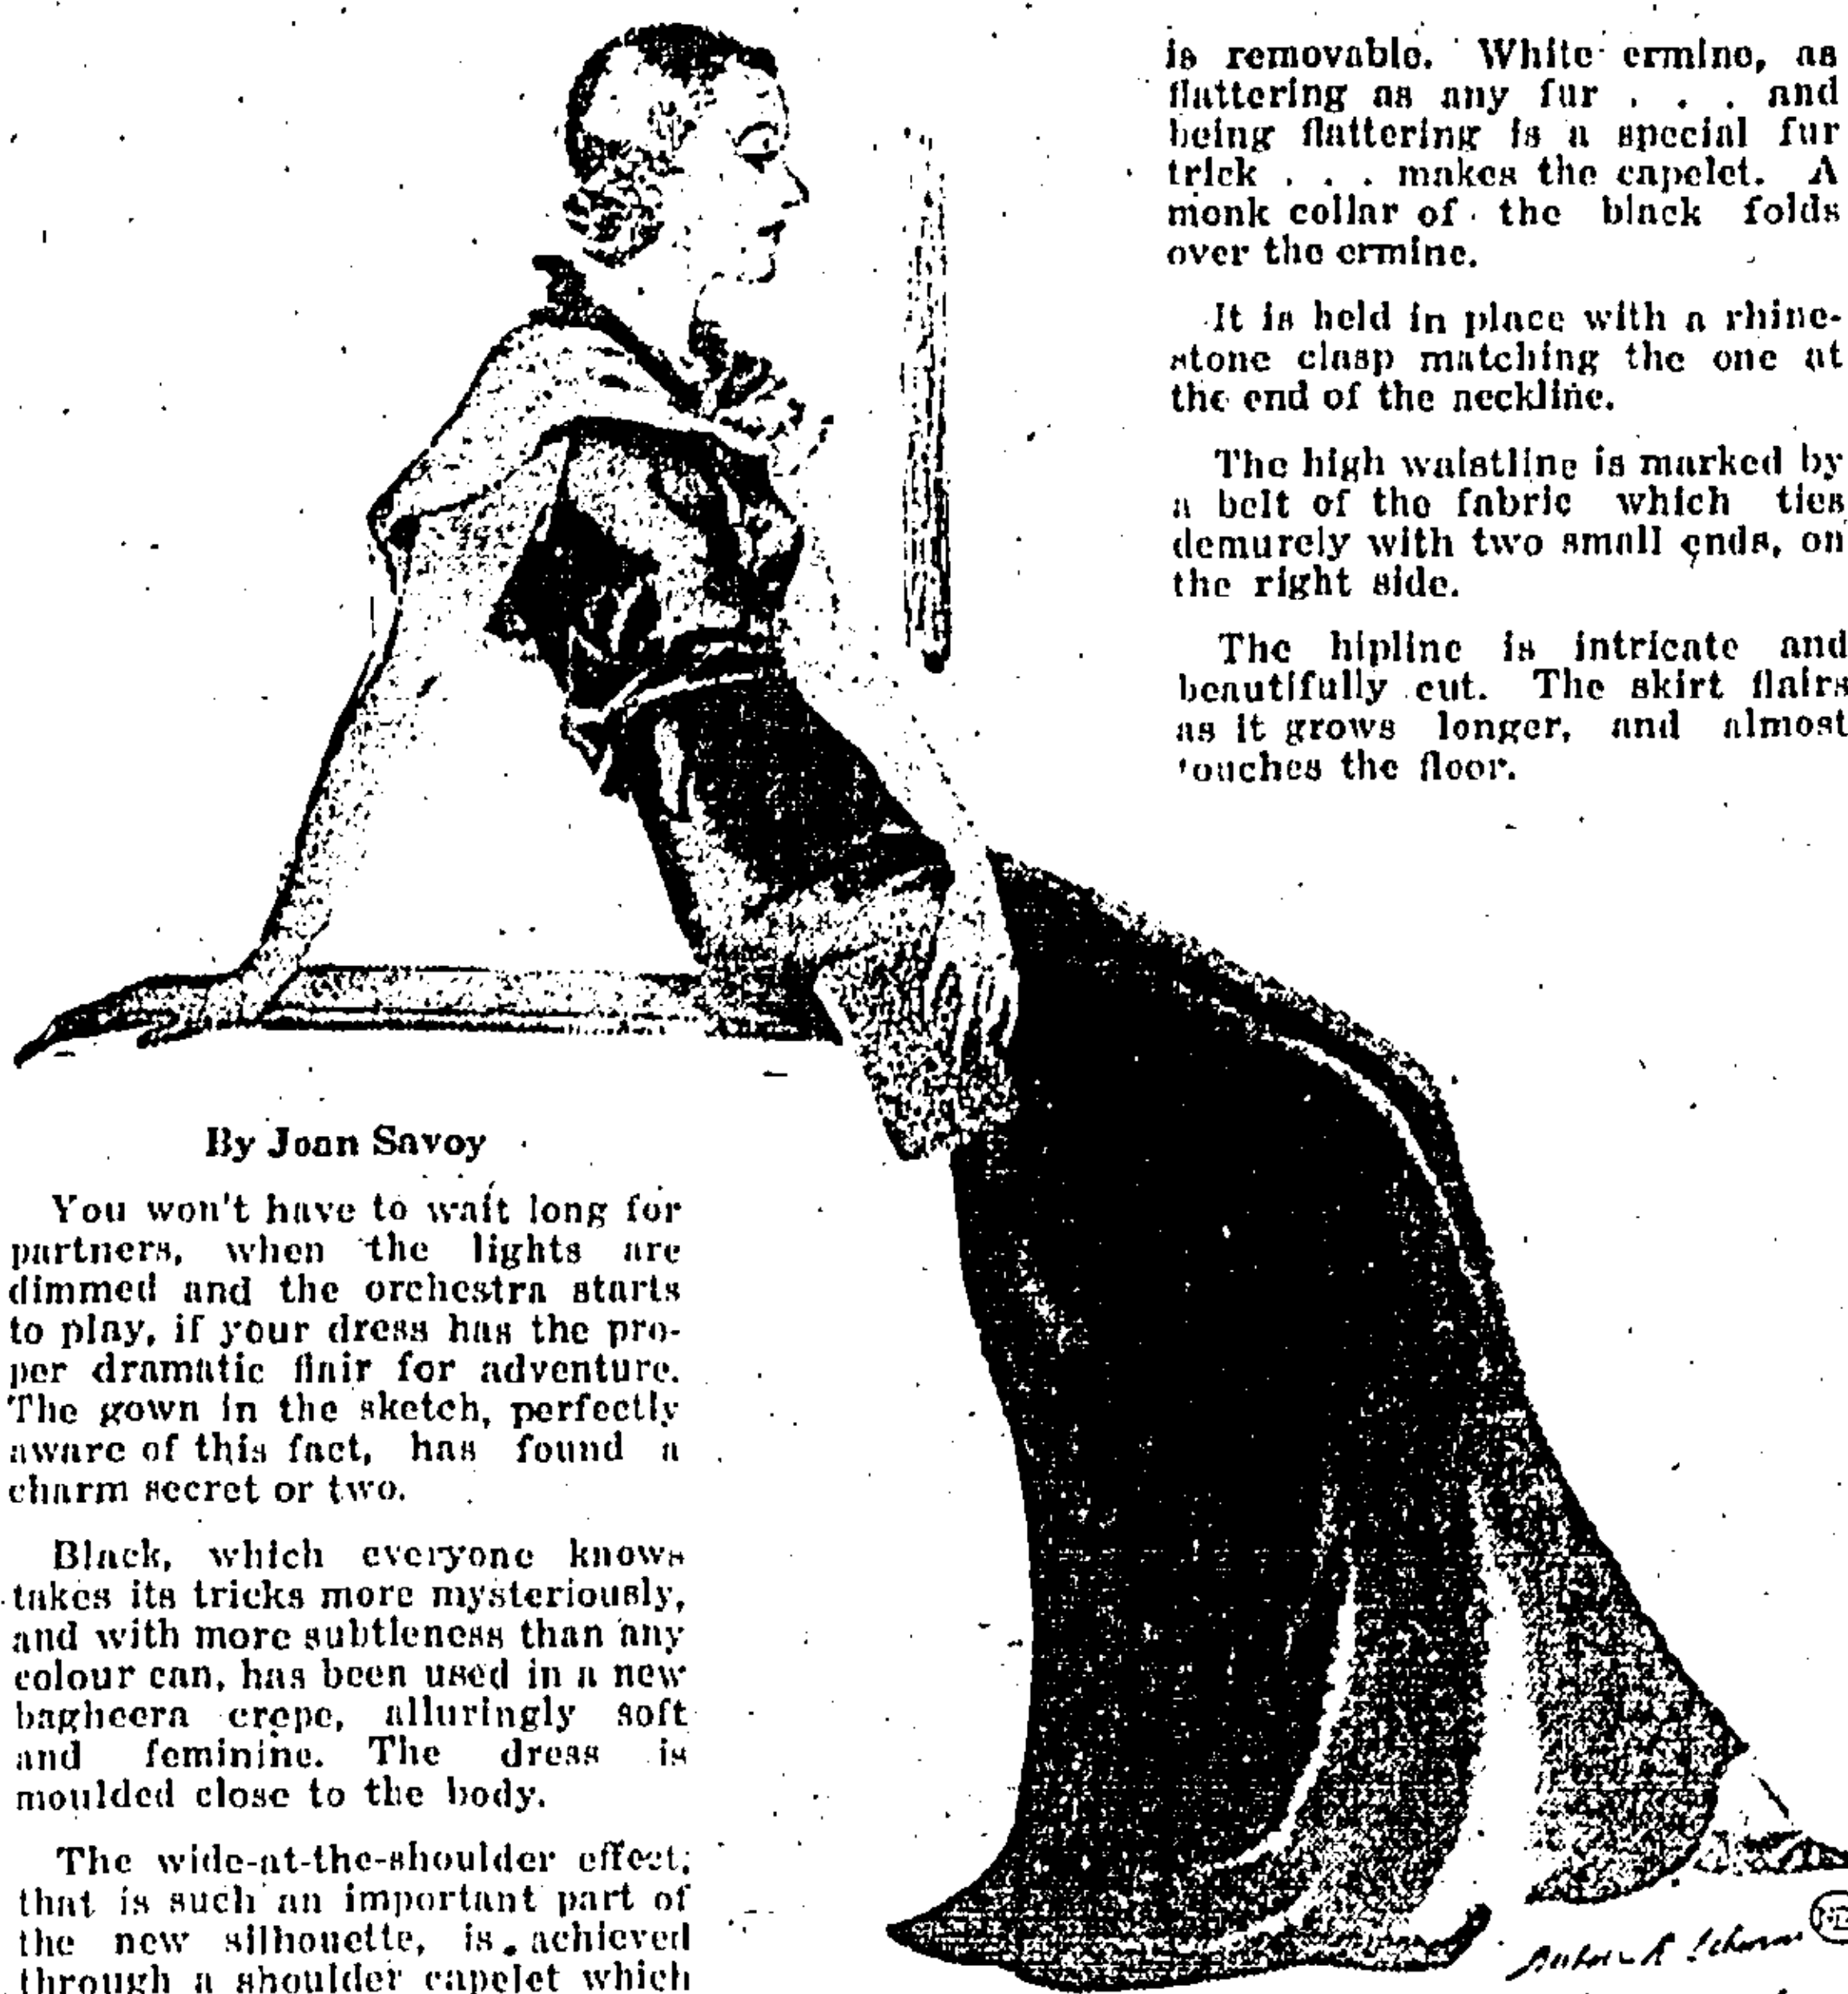 By Joan Savoy
You won't have to wait long for
partners, when the lights are
dimmed and the orchestra starts
to play, if your dress has the pro-
per dramatic flair for adventure.
The gown in the sketch, perfectly
aware of this fact, has found a
charm secret or two.
Black, which everyone knows
takes its tricks more mysteriously,
and with more subtleness than any
colour can, has been used in a new
bagheera crepe, alluringly soft
and feminine. The dress is
moulded close to the body.
The wide-at-the-shoulder effect,
that is such an important part of
the new silhouette, is achieved
through a shoulder capelet which
is removable. White ermine, as
flattering as any fur . . . and
being flattering is a special fur
trick . . . makes the capelet. A
monk collar of the black folds
over the ermine.
It is held in place with a rhine-
stone clasp matching the one at
the end of the neckline.
The high waistline is marked by
a belt of the fabric which ties
demurely with two small ends, on
the right side.
The hipline is intricate and
beautifully cut. The skirt flairs
as it grows longer, and almost
touches the floor.